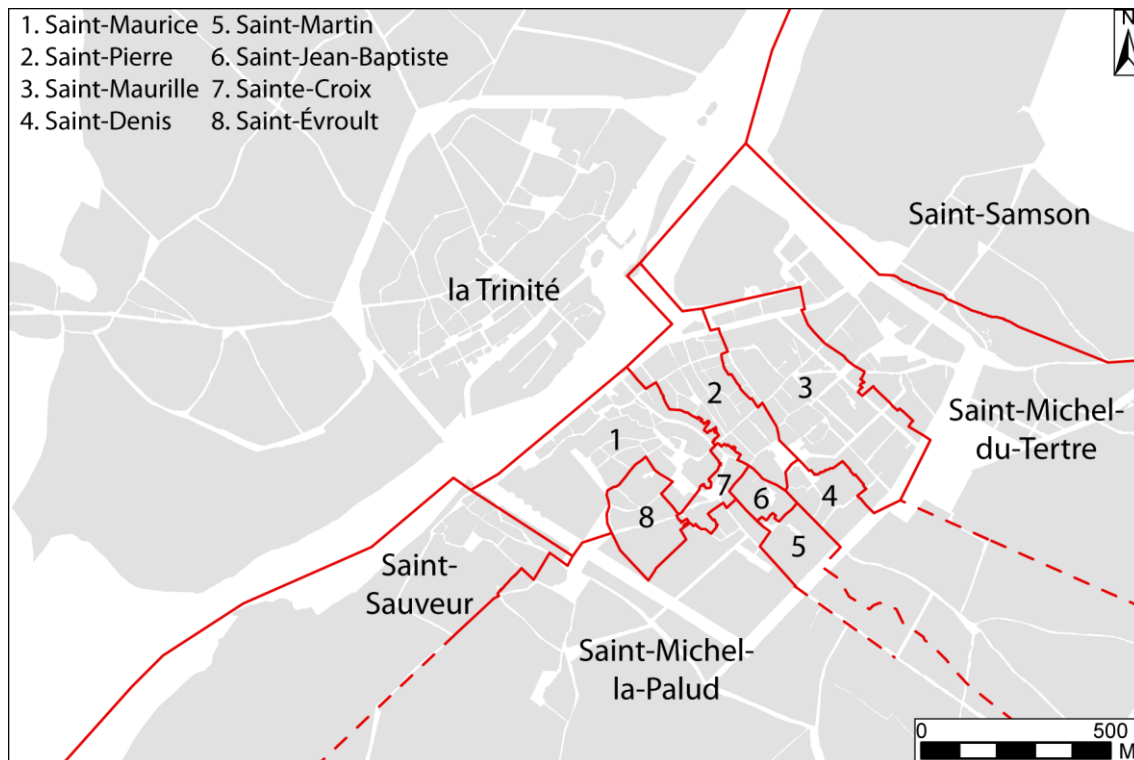 1. Saint-Maurice 5. Saint-Martin
2. Saint-Pierre 6. Saint-Jean-Baptiste
3. Saint-Maurille 7. Sainte-Croix
4. Saint-Denis 8. Saint-Évroult
N
Saint-Samson
la Trinité
2
3
Saint-Michel-
du-Tertre
1
7
6
4
8
5
Saint-
Sauveur
Saint-Michel-
la-Palud
0 500
M